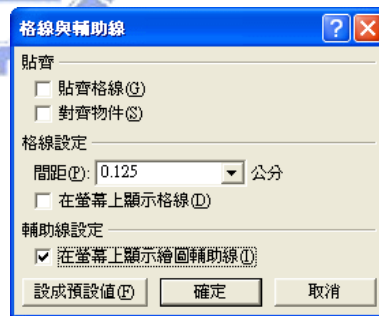 格線與輔助線
貼齊
貼齊格線(G)
對齊物件(S)
格線設定
間距(P): 0.125 公分
在螢幕上顯示格線(D)
輔助線設定
在螢幕上顯示繪圖輔助線(I)
設成預設值(F) 確定 取消